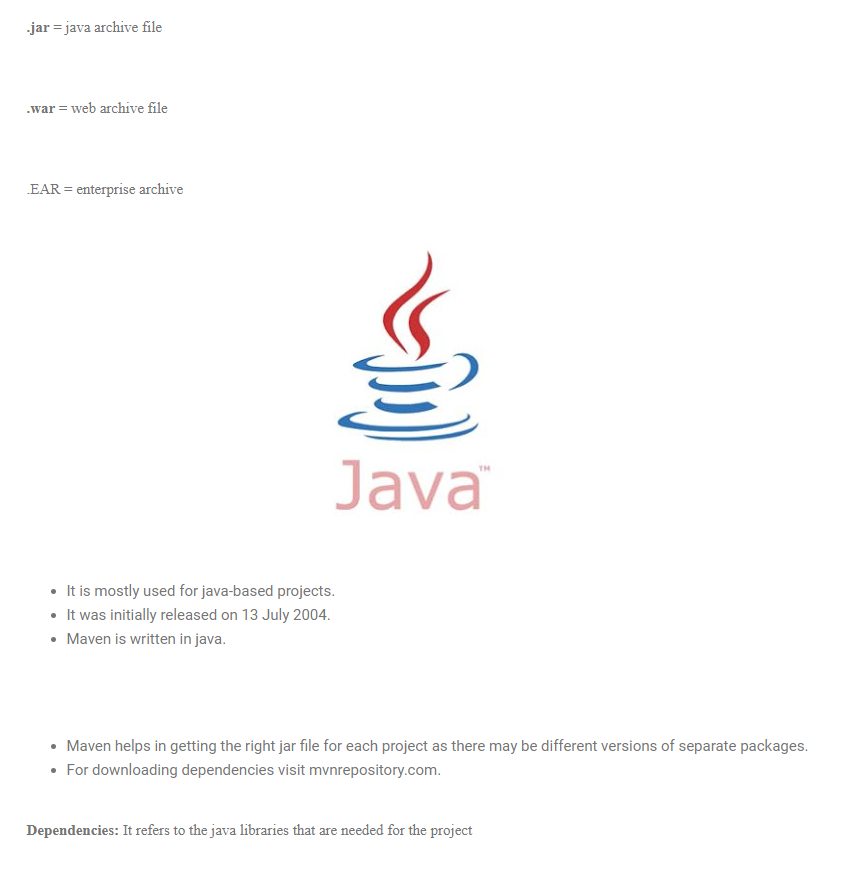 .jar = java archive file
.war = web archive file
.EAR = enterprise archive
Java™
It is mostly used for java-based projects.
It was initially released on 13 July 2004.
Maven is written in java.
Maven helps in getting the right jar file for each project as there may be different versions of separate packages.
For downloading dependencies visit mvnrepository.com.
Dependencies: It refers to the java libraries that are needed for the project